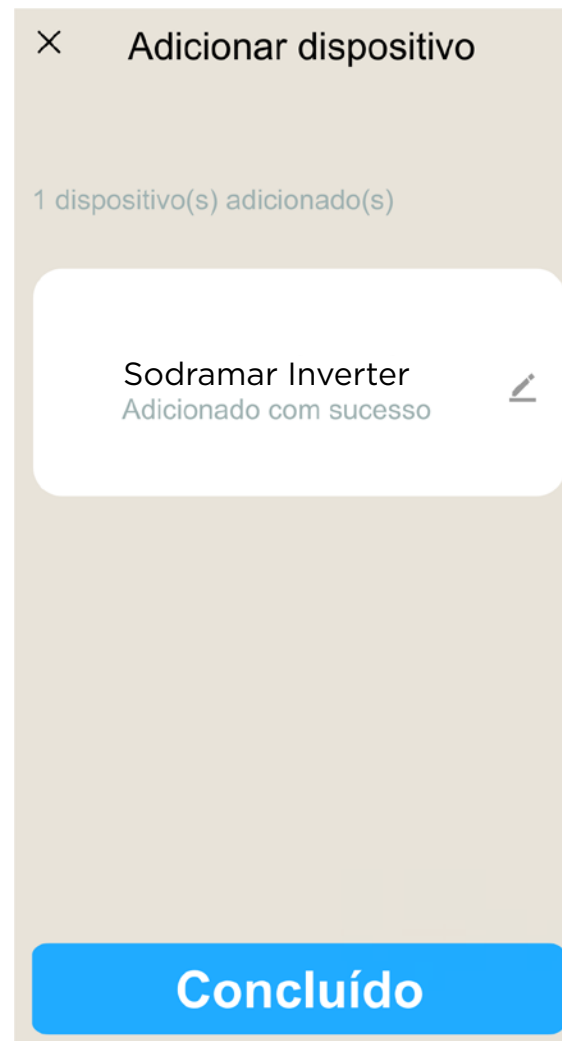 Adicionar dispositivo
1 dispositivo(s) adicionado(s)
Sodramar Inverter
Adicionado com sucesso
Concluído